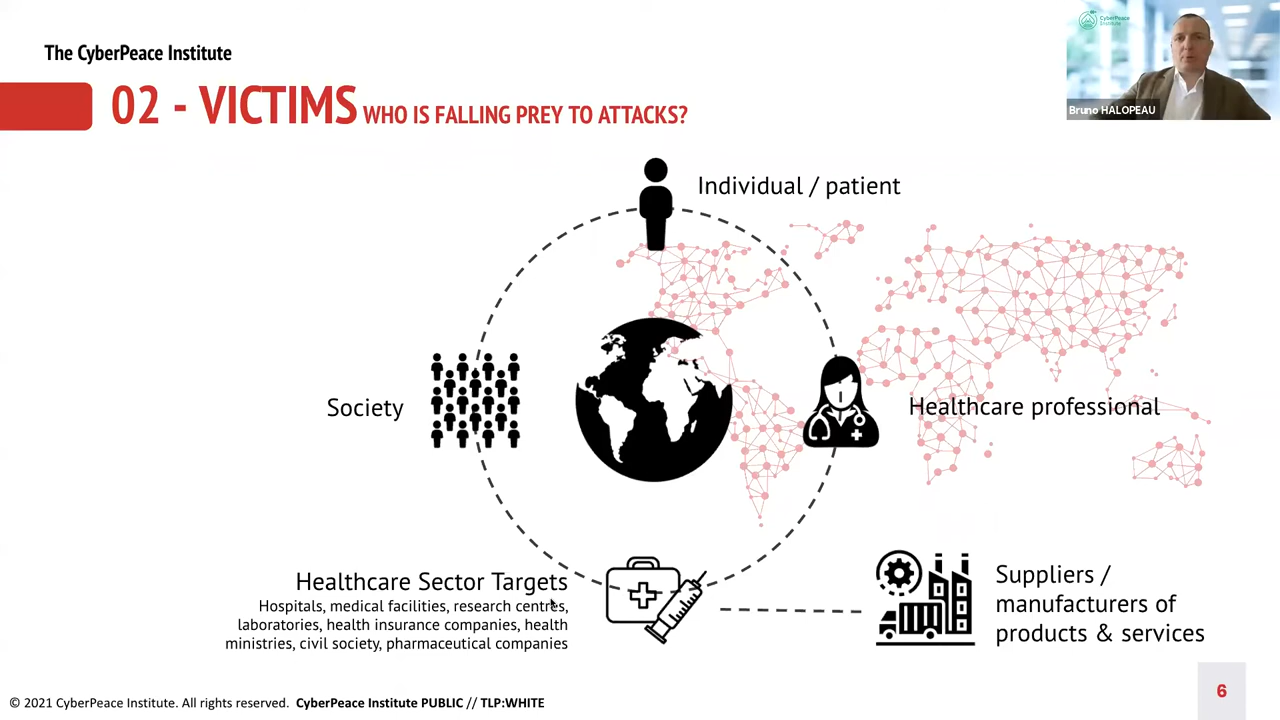 The CyberPeace Institute
02 - VICTIMS WHO IS FALLING PREY TO ATTACKS?
CyberPeace
Institute
Bruno HALOPEAU
Individual / patient
Society
Healthcare professional
Healthcare Sector Targets
Hospitals, medical facilities, research centres,
laboratories, health insurance companies, health
ministries, civil society, pharmaceutical companies
Suppliers /
manufacturers of
products & services
© 2021 CyberPeace Institute. All rights reserved. CyberPeace Institute PUBLIC // TLP:WHITE
6